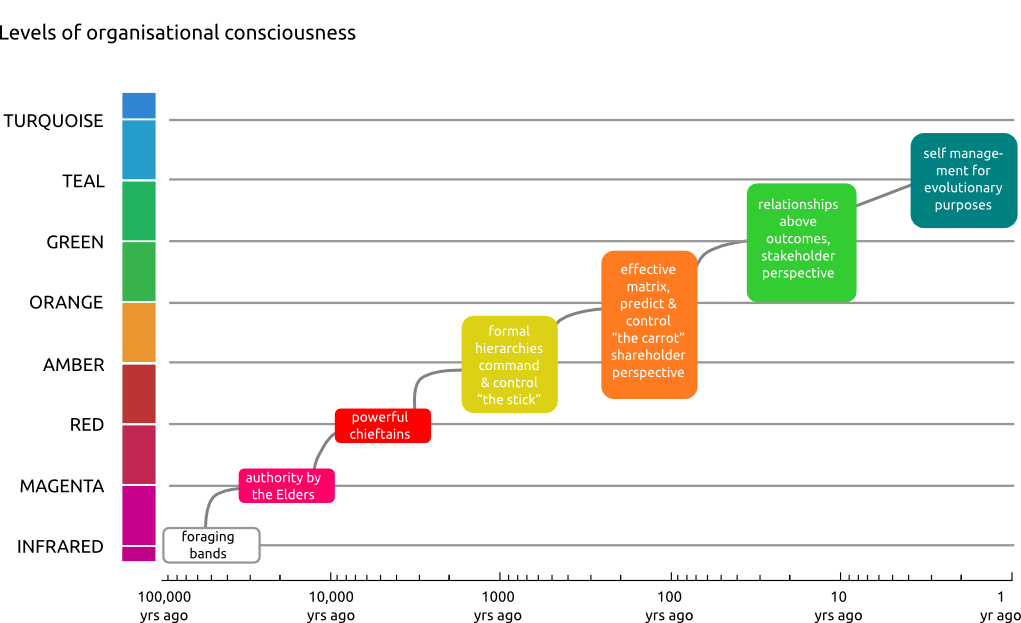 Levels of organisational consciousness
TURQUOISE
TEAL
GREEN
ORANGE
AMBER
RED
MAGENTA
INFRARED
self manage-
ment for
evolutionary
purposes
relationships
above
outcomes,
stakeholder
perspective
effective
matrix,
predict &
control
“the carrot”
shareholder
perspective
formal
hierarchies
command
& control
“the stick”
powerful
chieftains
authority by
the Elders
foraging
bands
100,000
yrs ago
10,000
yrs ago
1000
yrs ago
100
yrs ago
10
yrs ago
1
yr ago